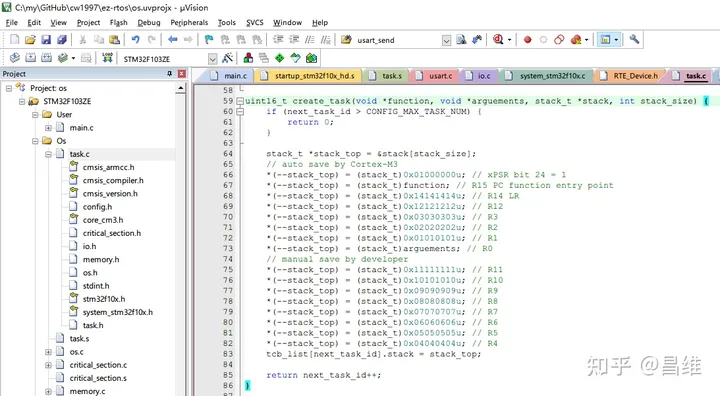 C:\my\GitHub\cw1997\ez-rtos\os.uvprojx - µVision
File Edit View Project Flash Debug Peripherals Tools SVCS Window Help
usart_send
LOAD
STM32F103ZE
Project
Project: os
STM32F103ZE
User
main.c
Os
task.c
cmsis_armcc.h
cmsis_compiler.h
cmsis_version.h
config.h
core_cm3.h
critical_section.h
io.h
memory.h
os.h
stdint.h
stm32f10x.h
system_stm32f10x.h
task.h
task.s
os.c
critical_section.c
critical_section.s
memory.c
main.c startup_stm32f10x_hd.s task.s usart.c io.c system_stm32f10x.c RTE_Device.h task.c
58
59 uint16_t create_task(void *function, void *arguements, stack_t *stack, int stack_size) {
60 if (next_task_id > CONFIG_MAX_TASK_NUM) {
61 return 0;
62 }
63
64 stack_t *stack_top = &stack[stack_size];
65 // auto save by Cortex-M3
66 *(--stack_top) = (stack_t)0x01000000u; // xPSR bit 24 = 1
67 *(--stack_top) = (stack_t)function; // R15 PC function entry point
68 *(--stack_top) = (stack_t)0x14141414u; // R14 LR
69 *(--stack_top) = (stack_t)0x12121212u; // R12
70 *(--stack_top) = (stack_t)0x03030303u; // R3
71 *(--stack_top) = (stack_t)0x02020202u; // R2
72 *(--stack_top) = (stack_t)0x01010101u; // R1
73 *(--stack_top) = (stack_t)arguements; // R0
74 // manual save by developer
75 *(--stack_top) = (stack_t)0x11111111u; // R11
76 *(--stack_top) = (stack_t)0x10101010u; // R10
77 *(--stack_top) = (stack_t)0x09090909u; // R9
78 *(--stack_top) = (stack_t)0x08080808u; // R8
79 *(--stack_top) = (stack_t)0x07070707u; // R7
80 *(--stack_top) = (stack_t)0x06060606u; // R6
81 *(--stack_top) = (stack_t)0x05050505u; // R5
82 *(--stack_top) = (stack_t)0x04040404u; // R4
83 tcb_list[next_task_id].stack = stack_top;
84
85 return next_task_id++;
86 }
87
知乎 @昌维